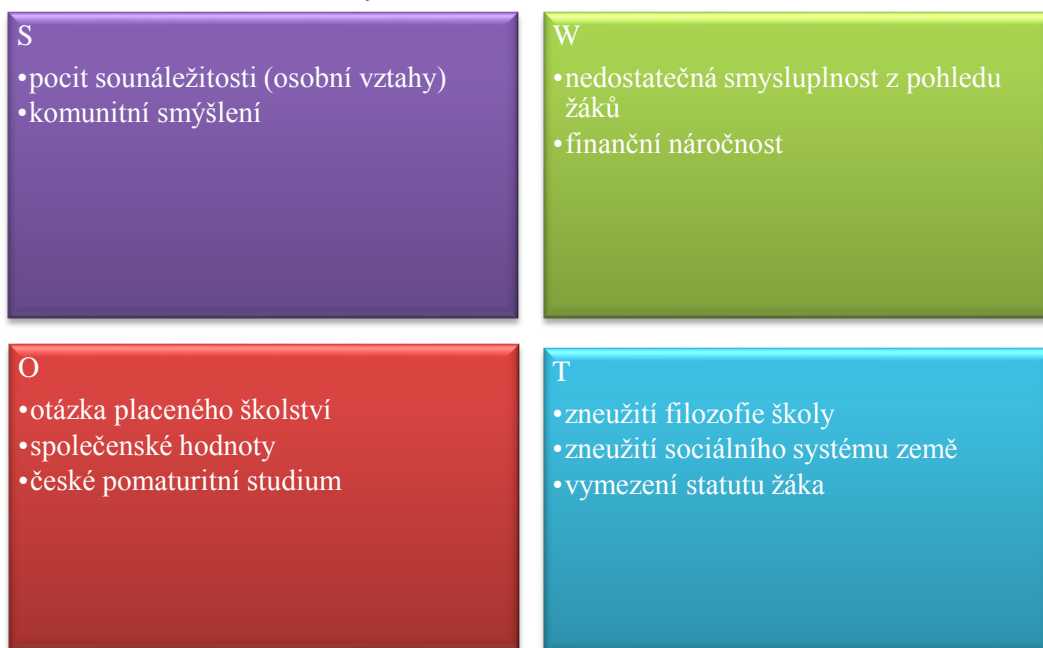 S
•pocit sounáležitosti (osobní vztahy)
•komunitní smýšlení
W
•nedostatečná smysluplnost z pohledu
žáků
•finanční náročnost
O
•otázka placeného školství
•společenské hodnoty
•české pomaturitní studium
T
•zneužití filozofie školy
•zneužití sociálního systému země
•vymezení statutu žáka